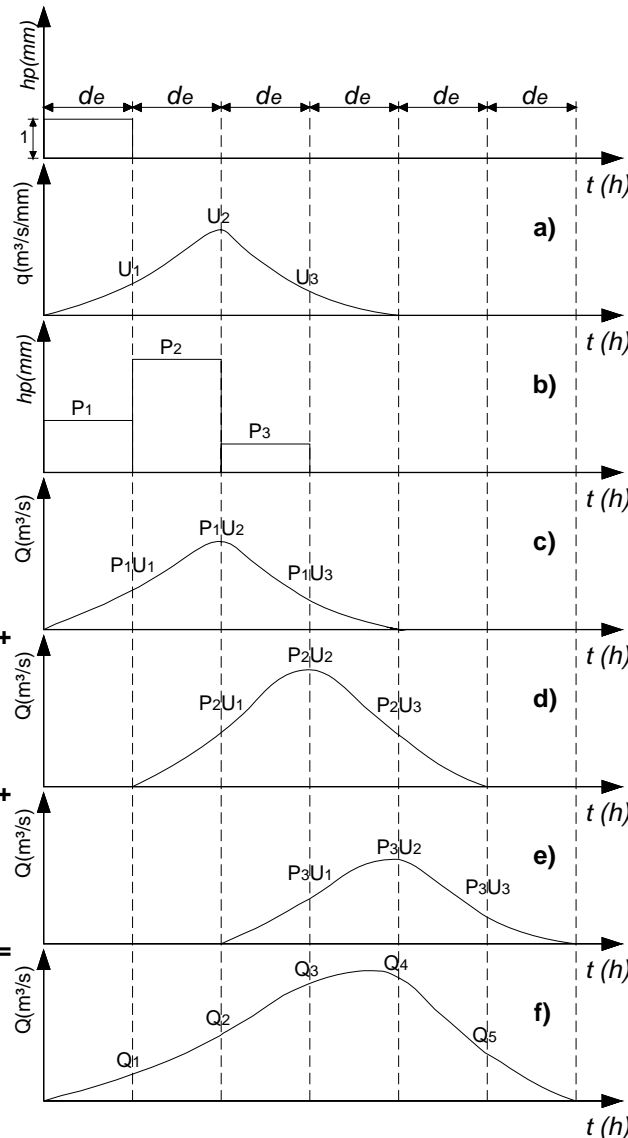 hp(mm)
de de de de de de
1
t (h)
q(m³/s/mm)
U1
U2
U3
a)
t (h)
hp(mm)
P1
P2
P3
b)
t (h)
Q(m³/s)
P1U1
P1U2
P1U3
c)
+
t (h)
Q(m³/s)
P2U1
P2U2
P2U3
d)
+
t (h)
Q(m³/s)
P3U1
P3U2
P3U3
e)
=
t (h)
Q(m³/s)
Q1
Q2
Q3
Q4
Q5
f)
t (h)